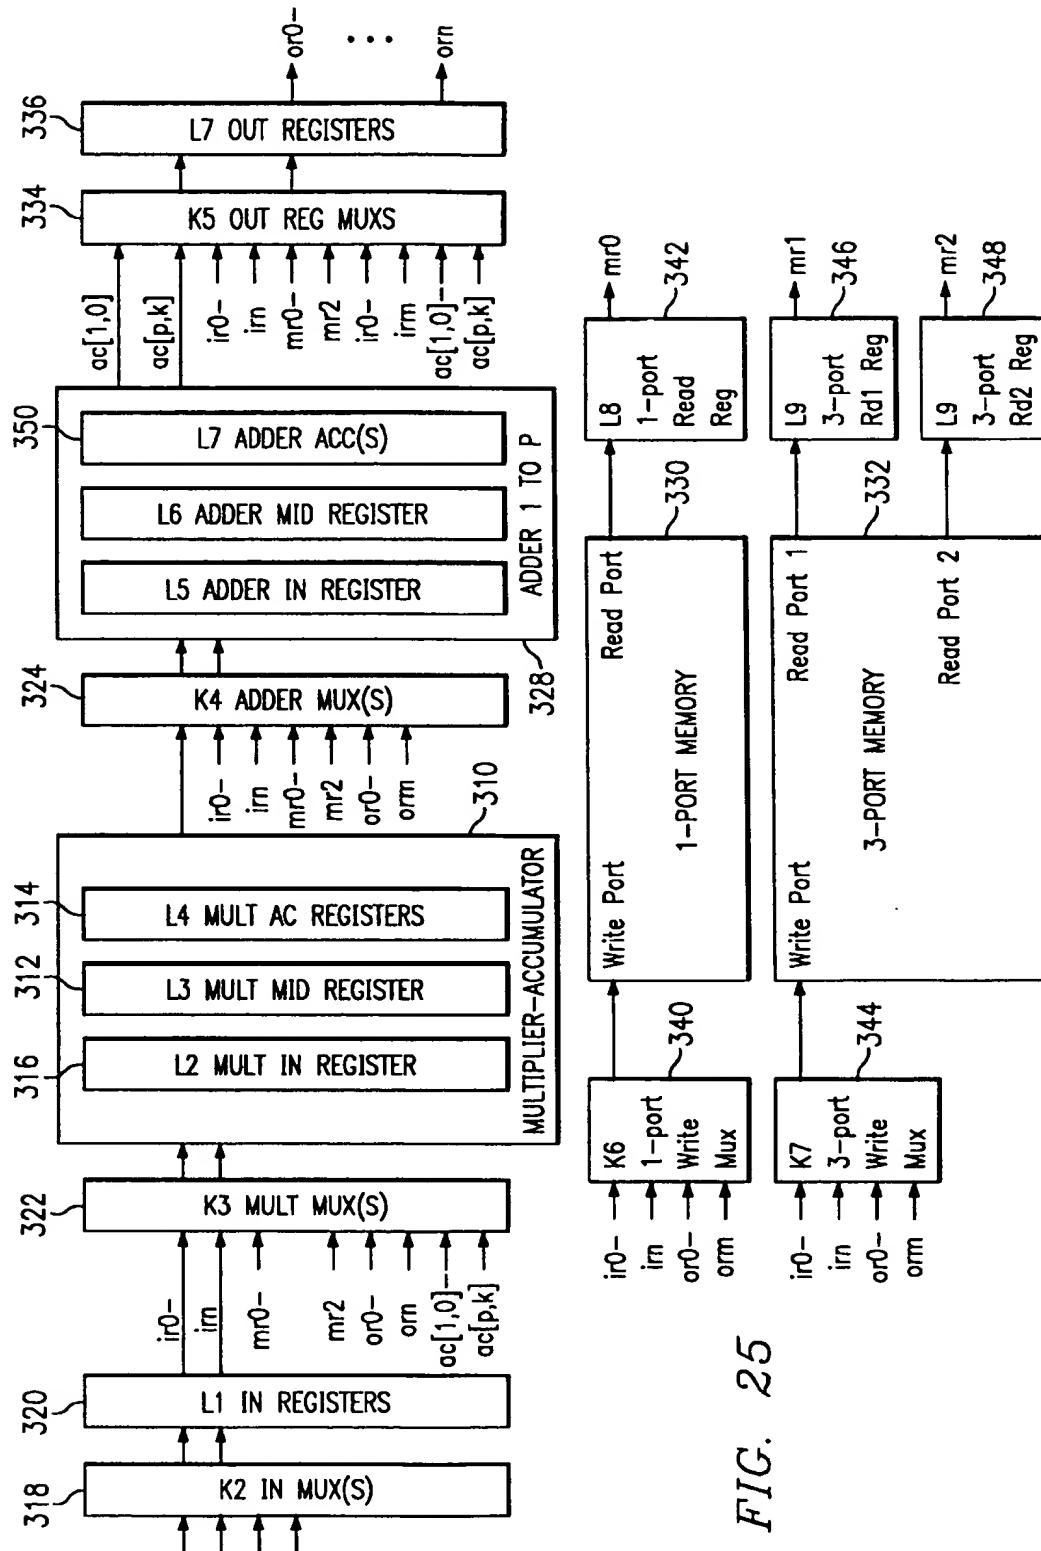 336
L7 OUT REGISTERS
or0-
orn
334
K5 OUT REG MUXS
ac[1,0]
ac[p,k]
ir0-
irn
mr0-
mr2
ir0-
irm
ac[1,0]-
ac[p,k]
350
L7 ADDER ACC(S)
L6 ADDER MID REGISTER
L5 ADDER IN REGISTER
ADDER 1 TO P
328
324
K4 ADDER MUX(S)
ir0-
irn
mr0-
mr2
or0-
orm
310
314
L4 MULT AC REGISTERS
312
L3 MULT MID REGISTER
316
L2 MULT IN REGISTER
MULTIPLIER-ACCUMULATOR
322
K3 MULT MUX(S)
ir0-
irn
mr0-
mr2
or0-
orn
ac[1,0]-
ac[p,k]
320
L1 IN REGISTERS
318
K2 IN MUX(S)
mr0
342
L8
1-port
Read
Reg
330
Read Port
1-PORT MEMORY
Write Port
340
K6
1-port
Write
Mux
ir0-
irn
or0-
orm
mr1
346
L9
3-port
Rd1 Reg
mr2
348
L9
3-port
Rd2 Reg
332
Read Port 1
Read Port 2
3-PORT MEMORY
Write Port
344
K7
3-port
Write
Mux
ir0-
irn
or0-
orm
FIG. 25